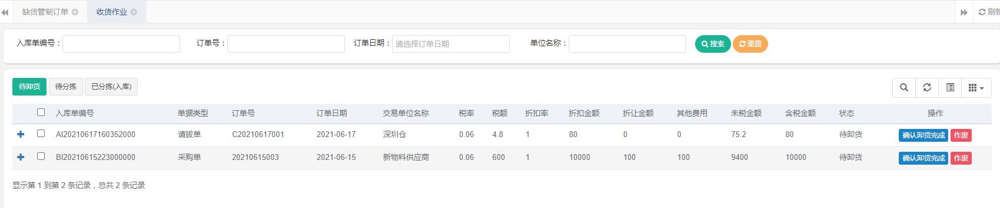 缺货管制订单 收货作业 刷新
入库单编号： 订单号： 订单日期： 请选择订单日期 单位名称： 搜索 重置
待卸货 待分拣 已分拣(入库)
入库单编号 单据类型 订单号 订单日期 交易单位名称 税率 税额 折扣率 折扣金额 折让金额 其他费用 未税金额 含税金额 状态 操作
AI20210617160352000 请拔单 C20210617001 2021-06-17 深圳仓 0.06 4.8 1 80 0 0 75.2 80 待卸货 确认卸货完成 作废
BI20210615223000000 采购单 20210615003 2021-06-15 新物料供应商 0.06 600 1 10000 100 100 9400 10000 待卸货 确认卸货完成 作废
显示第 1 到第 2 条记录，总共 2 条记录